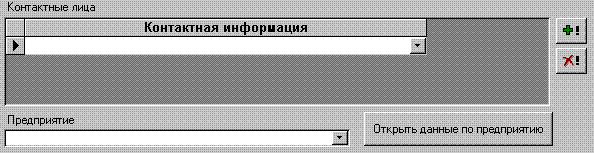 Контактные лица
Контактная информация
Предприятие
Открыть данные по предприятию